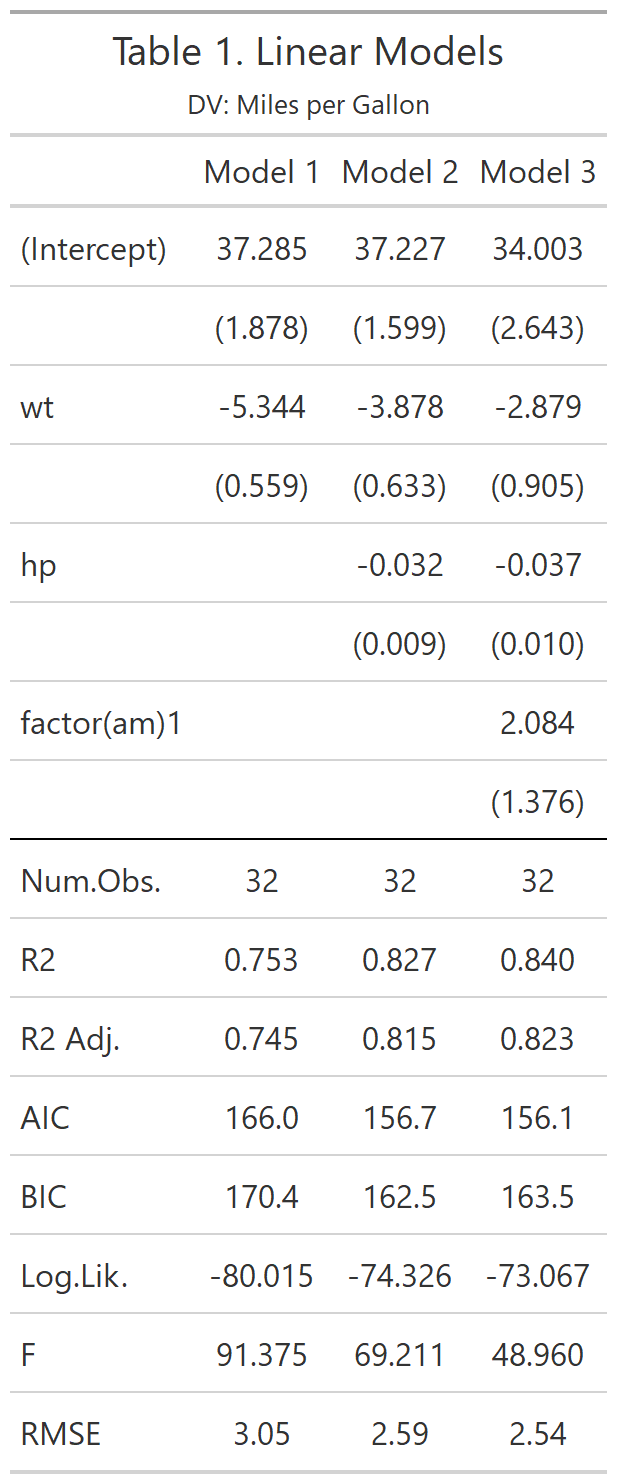 Table 1. Linear Models
DV: Miles per Gallon
Model 1 Model 2 Model 3
(Intercept) 37.285 37.227 34.003
(1.878) (1.599) (2.643)
wt -5.344 -3.878 -2.879
(0.559) (0.633) (0.905)
hp -0.032 -0.037
(0.009) (0.010)
factor(am)1 2.084
(1.376)
Num.Obs. 32 32 32
R2 0.753 0.827 0.840
R2 Adj. 0.745 0.815 0.823
AIC 166.0 156.7 156.1
BIC 170.4 162.5 163.5
Log.Lik. -80.015 -74.326 -73.067
F 91.375 69.211 48.960
RMSE 3.05 2.59 2.54